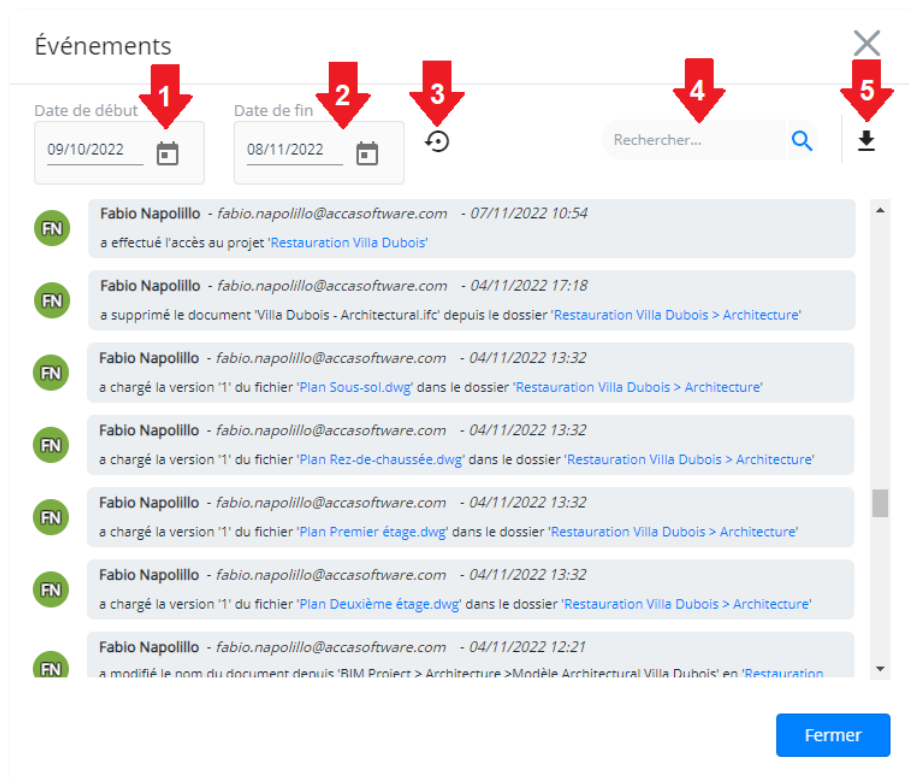 Événements
1
2
3
4
5
Date de début
Date de fin
09/10/2022
08/11/2022
Rechercher...
FN
Fabio Napolillo - fabio.napolillo@accasoftware.com - 07/11/2022 10:54
a effectué l'accès au projet 'Restauration Villa Dubois'
FN
Fabio Napolillo - fabio.napolillo@accasoftware.com - 04/11/2022 17:18
a supprimé le document 'Villa Dubois - Architectural.ifc' depuis le dossier 'Restauration Villa Dubois > Architecture'
FN
Fabio Napolillo - fabio.napolillo@accasoftware.com - 04/11/2022 13:32
a chargé la version '1' du fichier 'Plan Sous-sol.dwg' dans le dossier 'Restauration Villa Dubois > Architecture'
FN
Fabio Napolillo - fabio.napolillo@accasoftware.com - 04/11/2022 13:32
a chargé la version '1' du fichier 'Plan Rez-de-chaussée.dwg' dans le dossier 'Restauration Villa Dubois > Architecture'
FN
Fabio Napolillo - fabio.napolillo@accasoftware.com - 04/11/2022 13:32
a chargé la version '1' du fichier 'Plan Premier étage.dwg' dans le dossier 'Restauration Villa Dubois > Architecture'
FN
Fabio Napolillo - fabio.napolillo@accasoftware.com - 04/11/2022 13:32
a chargé la version '1' du fichier 'Plan Deuxième étage.dwg' dans le dossier 'Restauration Villa Dubois > Architecture'
FN
Fabio Napolillo - fabio.napolillo@accasoftware.com - 04/11/2022 12:21
a modifié le nom du document depuis 'BIM Project > Architecture >Modèle Architectural Villa Dubois' en 'Restauration
Fermer